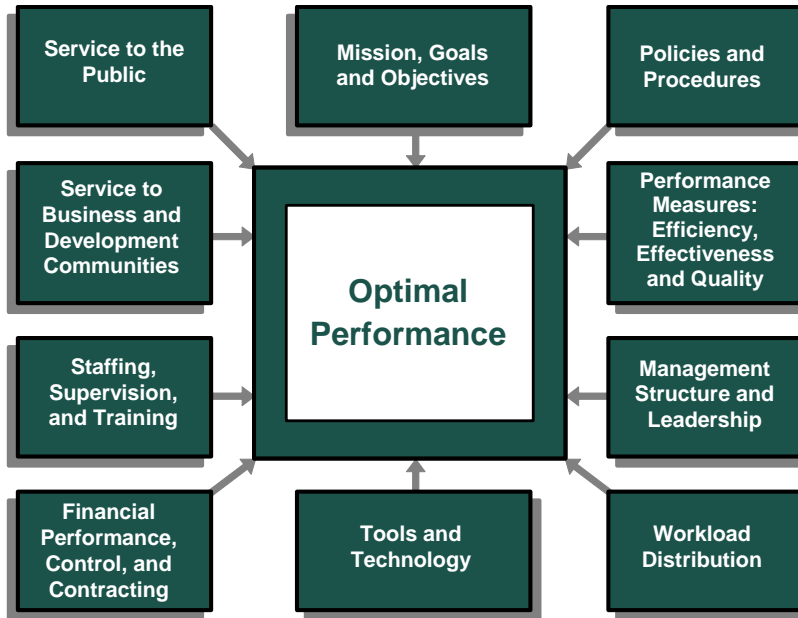 Service to the
Public
Mission, Goals
and Objectives
Policies and
Procedures
Service to
Business and
Development
Communities
Optimal
Performance
Performance
Measures:
Efficiency,
Effectiveness
and Quality
Staffing,
Supervision,
and Training
Management
Structure and
Leadership
Financial
Performance,
Control, and
Contracting
Tools and
Technology
Workload
Distribution